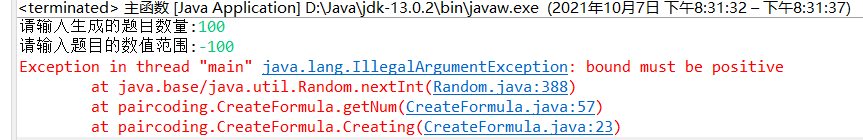 <terminated> 主函数 [Java Application] D:\Java\jdk-13.0.2\bin\javaw.exe (2021年10月7日 下午8:31:32 – 下午8:31:37)
请输入生成的题目数量:100
请输入题目的数值范围:-100
Exception in thread "main" java.lang.IllegalArgumentException: bound must be positive
at java.base/java.util.Random.nextInt(Random.java:388)
at paircoding.CreateFormula.getNum(CreateFormula.java:57)
at paircoding.CreateFormula.Creating(CreateFormula.java:23)